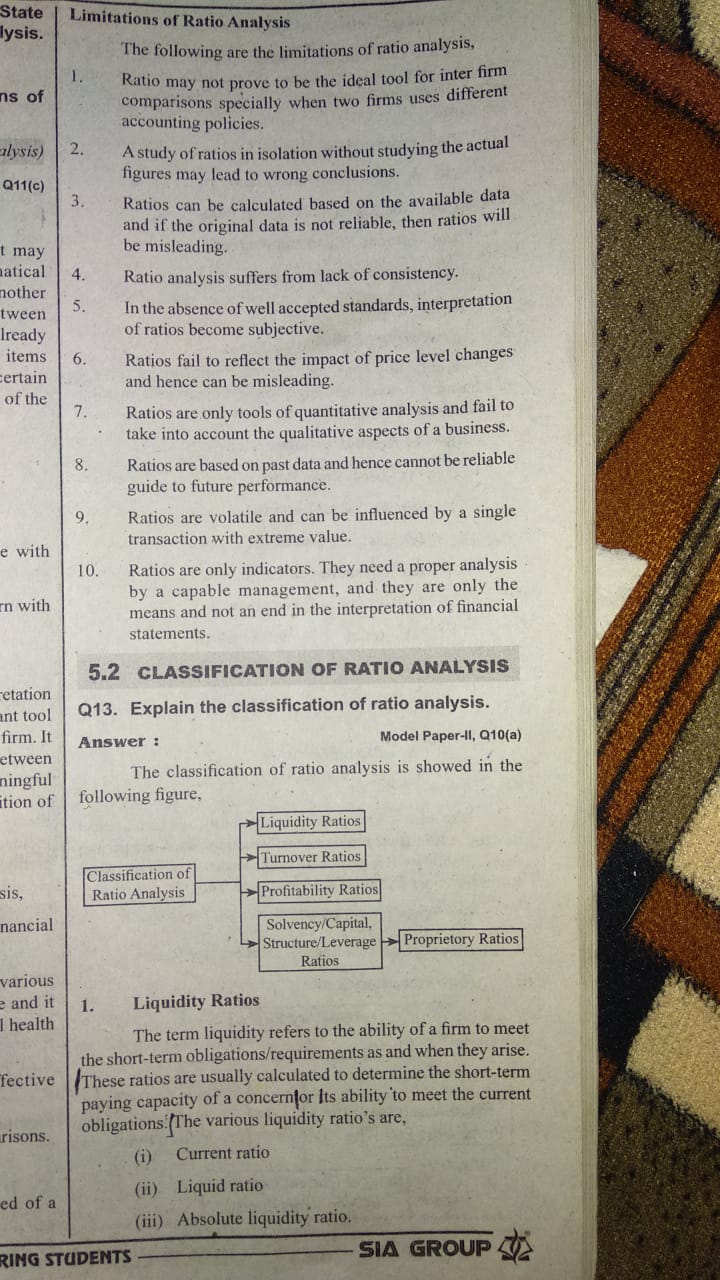 State
lysis.
ns of
alysis)
Q11(c)
t may
natical
nother
tween
lready
items
certain
of the
e with
rn with
retation
ant tool
firm. It
etween
ningful
ition of
sis,
nancial
various
e and it
l health
fective
risons.
ed of a
RING STUDENTS
Limitations of Ratio Analysis
The following are the limitations of ratio analysis,
1. Ratio may not prove to be the ideal tool for inter firm
comparisons specially when two firms uses different
accounting policies.
2. A study of ratios in isolation without studying the actual
figures may lead to wrong conclusions.
3. Ratios can be calculated based on the available data
and if the original data is not reliable, then ratios will
be misleading.
4. Ratio analysis suffers from lack of consistency.
5. In the absence of well accepted standards, interpretation
of ratios become subjective.
6. Ratios fail to reflect the impact of price level changes
and hence can be misleading.
7. Ratios are only tools of quantitative analysis and fail to
take into account the qualitative aspects of a business.
8. Ratios are based on past data and hence cannot be reliable
guide to future performance.
9. Ratios are volatile and can be influenced by a single
transaction with extreme value.
10. Ratios are only indicators. They need a proper analysis
by a capable management, and they are only the
means and not an end in the interpretation of financial
statements.
5.2 CLASSIFICATION OF RATIO ANALYSIS
Q13. Explain the classification of ratio analysis.
Answer : Model Paper-II, Q10(a)
The classification of ratio analysis is showed in the
following figure,
Liquidity Ratios
Turnover Ratios
Classification of
Ratio Analysis
Profitability Ratios
Solvency/Capital,
Structure/Leverage
Ratios
Proprietory Ratios
1. Liquidity Ratios
The term liquidity refers to the ability of a firm to meet
the short-term obligations/requirements as and when they arise.
These ratios are usually calculated to determine the short-term
paying capacity of a concern or its ability to meet the current
obligations. The various liquidity ratio's are,
(i) Current ratio
(ii) Liquid ratio
(iii) Absolute liquidity ratio.
SIA GROUP